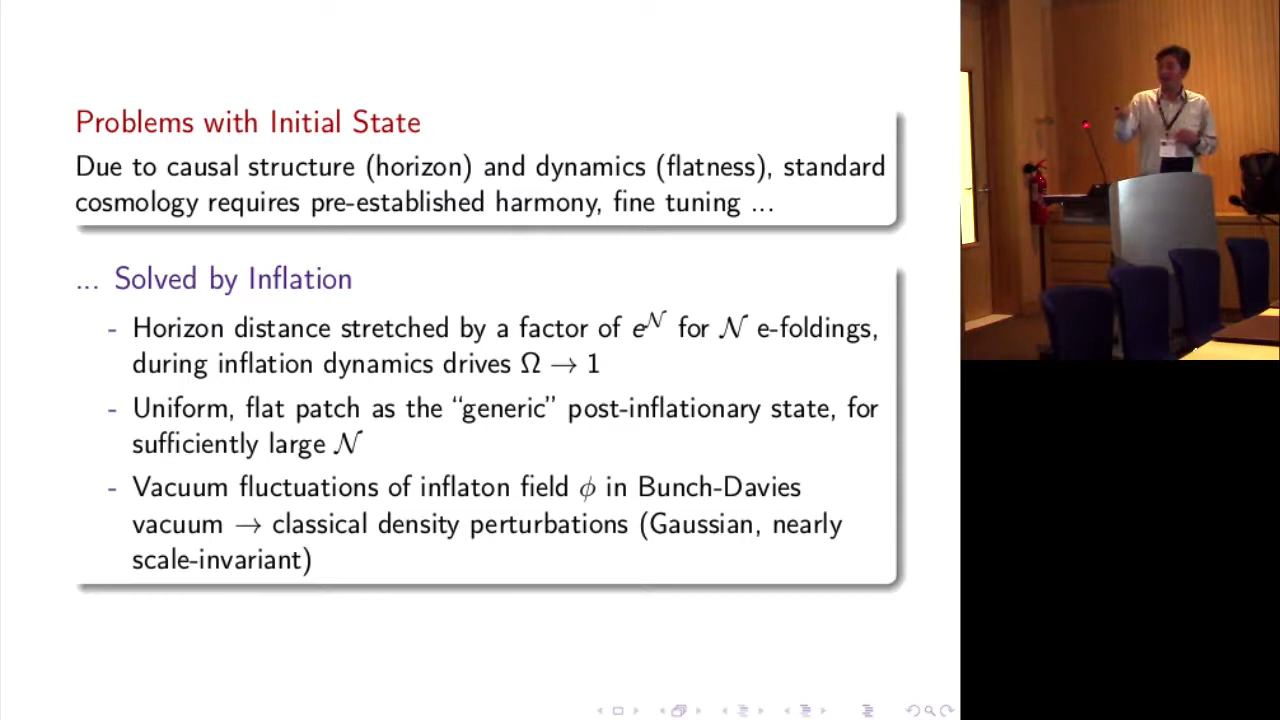 Problems with Initial State
Due to causal structure (horizon) and dynamics (flatness), standard
cosmology requires pre-established harmony, fine tuning ...
... Solved by Inflation
- Horizon distance stretched by a factor of e^𝒩 for 𝒩 e-foldings,
during inflation dynamics drives Ω → 1
- Uniform, flat patch as the “generic” post-inflationary state, for
sufficiently large 𝒩
- Vacuum fluctuations of inflaton field ϕ in Bunch-Davies
vacuum → classical density perturbations (Gaussian, nearly
scale-invariant)